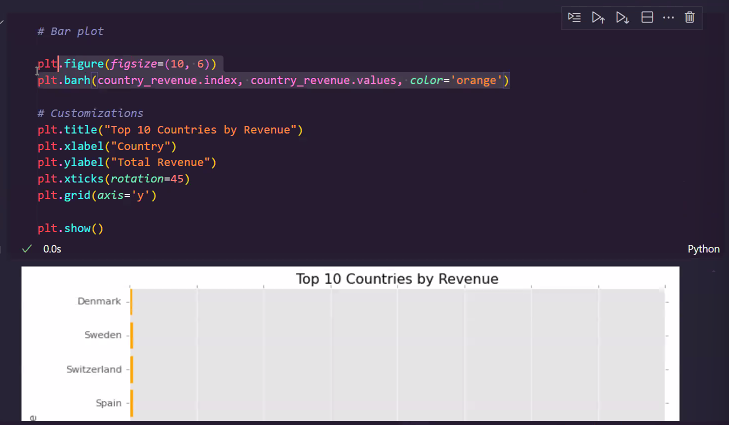 # Bar plot
plt.figure(figsize=(10, 6))
plt.barh(country_revenue.index, country_revenue.values, color='orange')
# Customizations
plt.title("Top 10 Countries by Revenue")
plt.xlabel("Country")
plt.ylabel("Total Revenue")
plt.xticks(rotation=45)
plt.grid(axis='y')
plt.show()
0.0s
Python
Top 10 Countries by Revenue
Denmark
Sweden
Switzerland
Spain